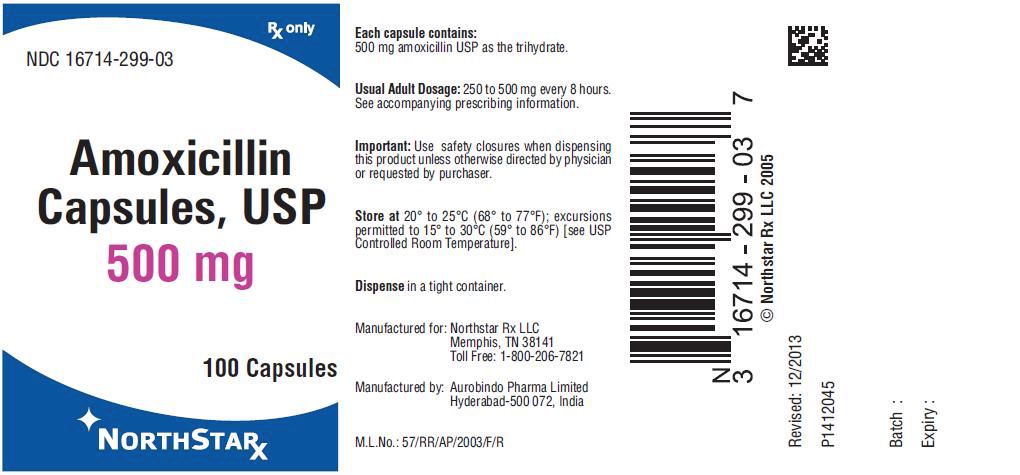 Rx only
NDC 16714-299-03
Amoxicillin
Capsules, USP
500 mg
100 Capsules
NORTHSTARx
Each capsule contains:
500 mg amoxicillin USP as the trihydrate.
Usual Adult Dosage: 250 to 500 mg every 8 hours.
See accompanying prescribing information.
Important: Use safety closures when dispensing
this product unless otherwise directed by physician
or requested by purchaser.
Store at 20° to 25°C (68° to 77°F); excursions
permitted to 15° to 30°C (59° to 86°F) [see USP
Controlled Room Temperature].
Dispense in a tight container.
Manufactured for: Northstar Rx LLC
Memphis, TN 38141
Toll Free: 1-800-206-7821
Manufactured by: Aurobindo Pharma Limited
Hyderabad-500 072, India
M.L.No.: 57/RR/AP/2003/F/R
N
3 16714 - 299 - 03 7
© Northstar Rx LLC 2005
Revised: 12/2013
P1412045
Batch :
Expiry :